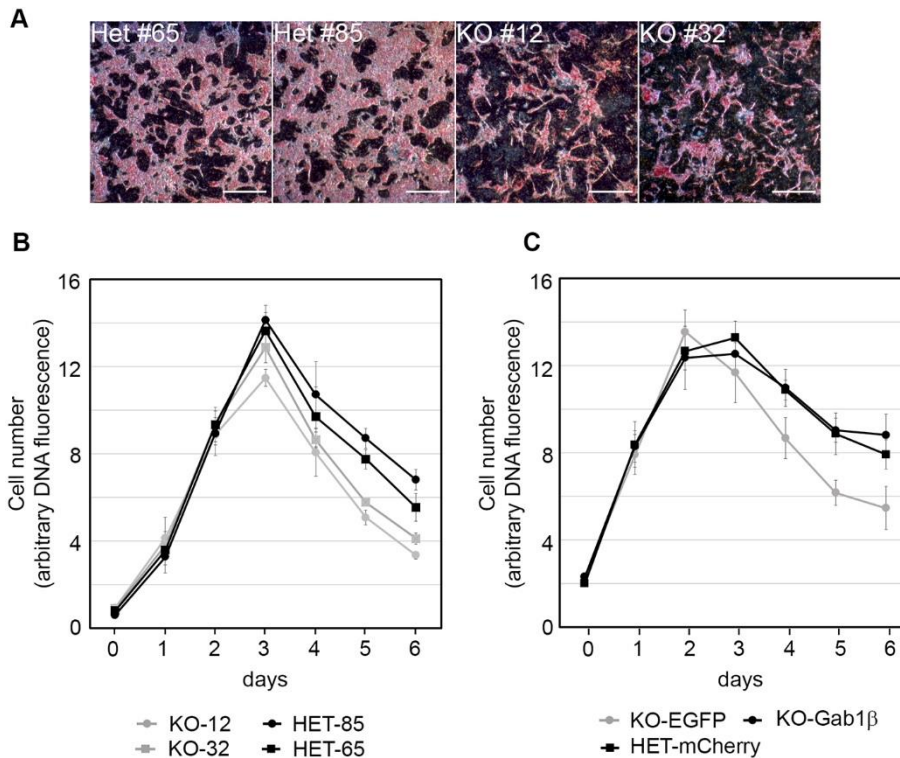 A
Het #65 Het #85 KO #12 KO #32
B
16
12
8
4
0
Cell number
(arbitrary DNA fluorescence)
0 1 2 3 4 5 6
days
KO-12 HET-85
KO-32 HET-65
C
16
12
8
4
0
Cell number
(arbitrary DNA fluorescence)
0 1 2 3 4 5 6
days
KO-EGFP KO-Gab1β
HET-mCherry